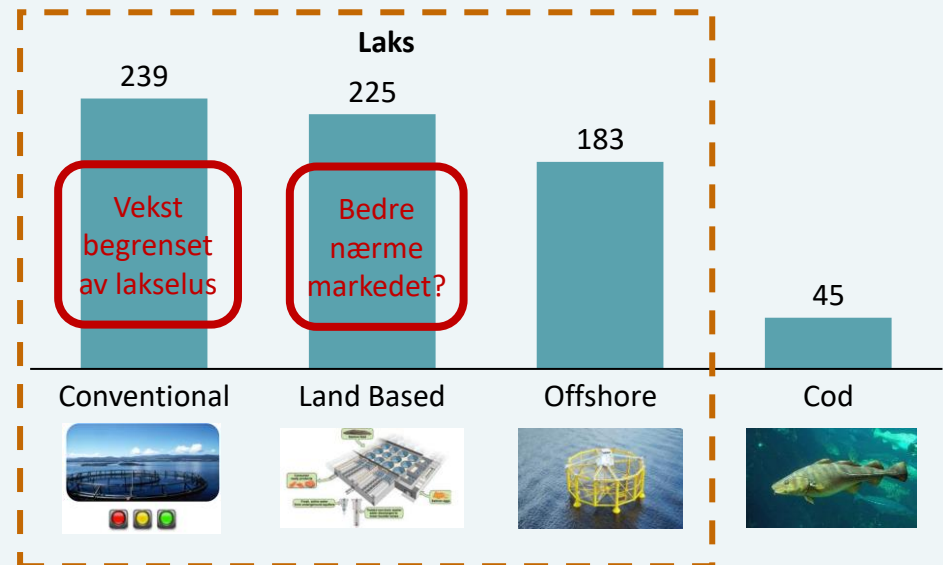 Laks
239
225
183
45
Vekst
begrenset
av lakselus
Bedre
nærme
markedet?
Conventional
Land Based
Offshore
Cod